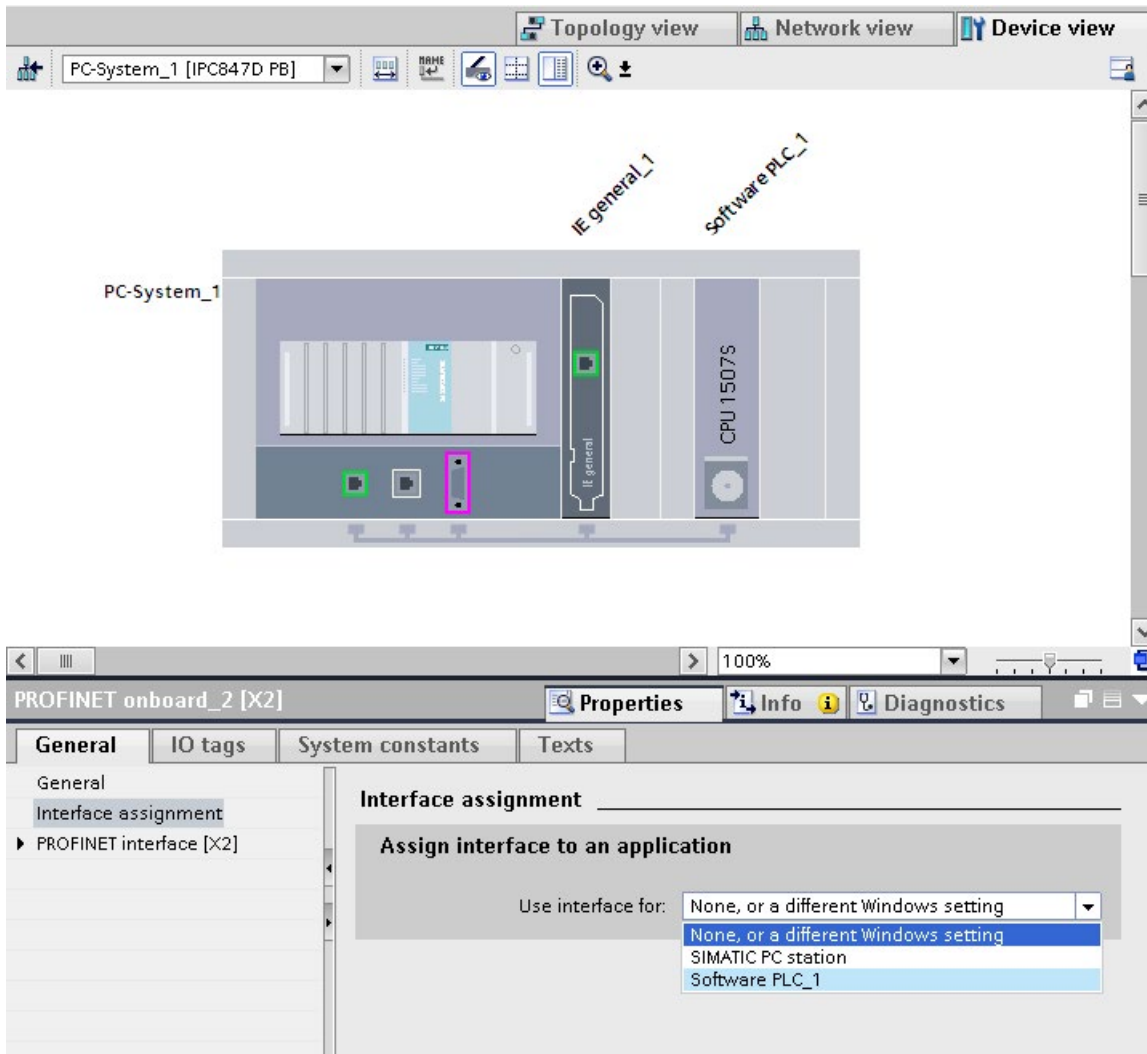 Topology view Network view Device view
PC-System_1 [IPC847D PB] NAME
IE general_1
Software PLC_1
PC-System_1
CPU 1507S
IE general
100%
PROFINET onboard_2 [X2] Properties Info Diagnostics
General IO tags System constants Texts
General
Interface assignment
PROFINET interface [X2]
Interface assignment
Assign interface to an application
Use interface for: None, or a different Windows setting
None, or a different Windows setting
SIMATIC PC station
Software PLC_1